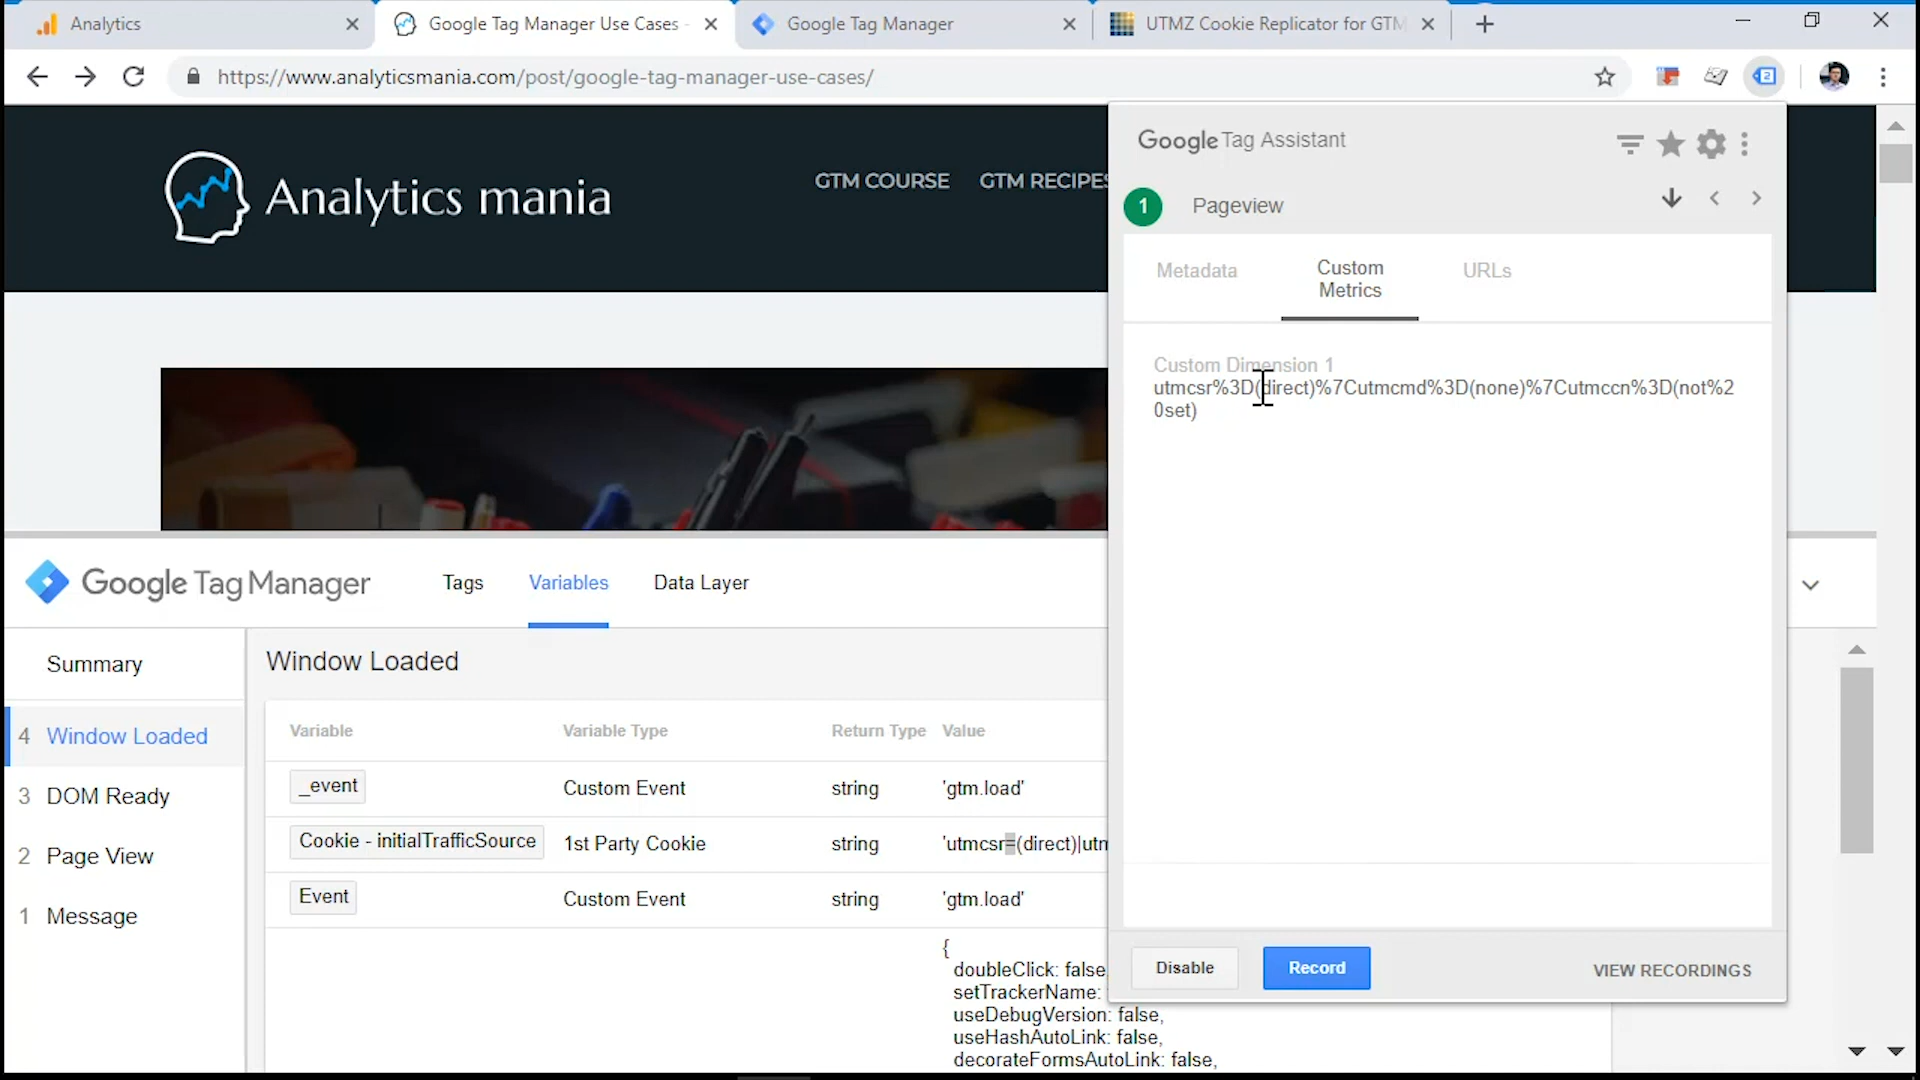 Analytics
Google Tag Manager Use Cases -
Google Tag Manager
UTMZ Cookie Replicator for GTM
https://www.analyticsmania.com/post/google-tag-manager-use-cases/
2
Analytics mania
GTM COURSE
GTM RECIPES
Google Tag Assistant
1 Pageview
Metadata
Custom
Metrics
URLs
Custom Dimension 1
utmcsr%3D(direct)%7Cutmcmd%3D(none)%7Cutmccn%3D(not%2
0set)
Disable
Record
VIEW RECORDINGS
Google Tag Manager
Tags
Variables
Data Layer
Summary
4 Window Loaded
3 DOM Ready
2 Page View
1 Message
Window Loaded
Variable Variable Type Return Type Value
_event Custom Event string 'gtm.load'
Cookie - initialTrafficSource 1st Party Cookie string 'utmcsr=(direct)|utm
Event Custom Event string 'gtm.load'
{
doubleClick: false,
setTrackerName:
useDebugVersion: false,
useHashAutoLink: false,
decorateFormsAutoLink: false,